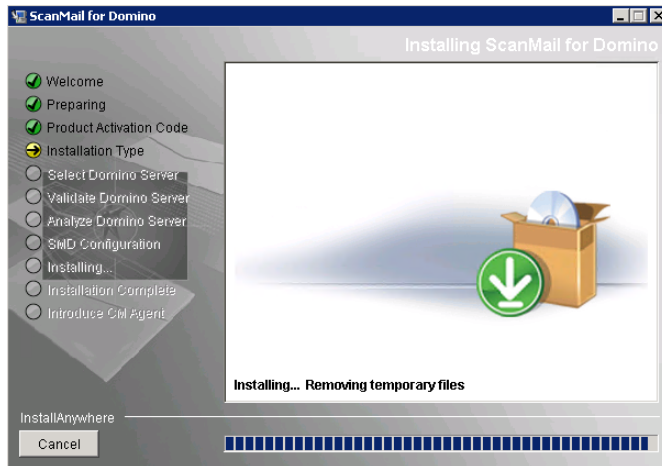 ScanMail for Domino
Installing ScanMail for Domino
Welcome
Preparing
Product Activation Code
Installation Type
Select Domino Server
Validate Domino Server
Analyze Domino Server
SMD Configuration
Installing...
Installation Complete
Introduce CM Agent
Installing... Removing temporary files
InstallAnywhere
Cancel